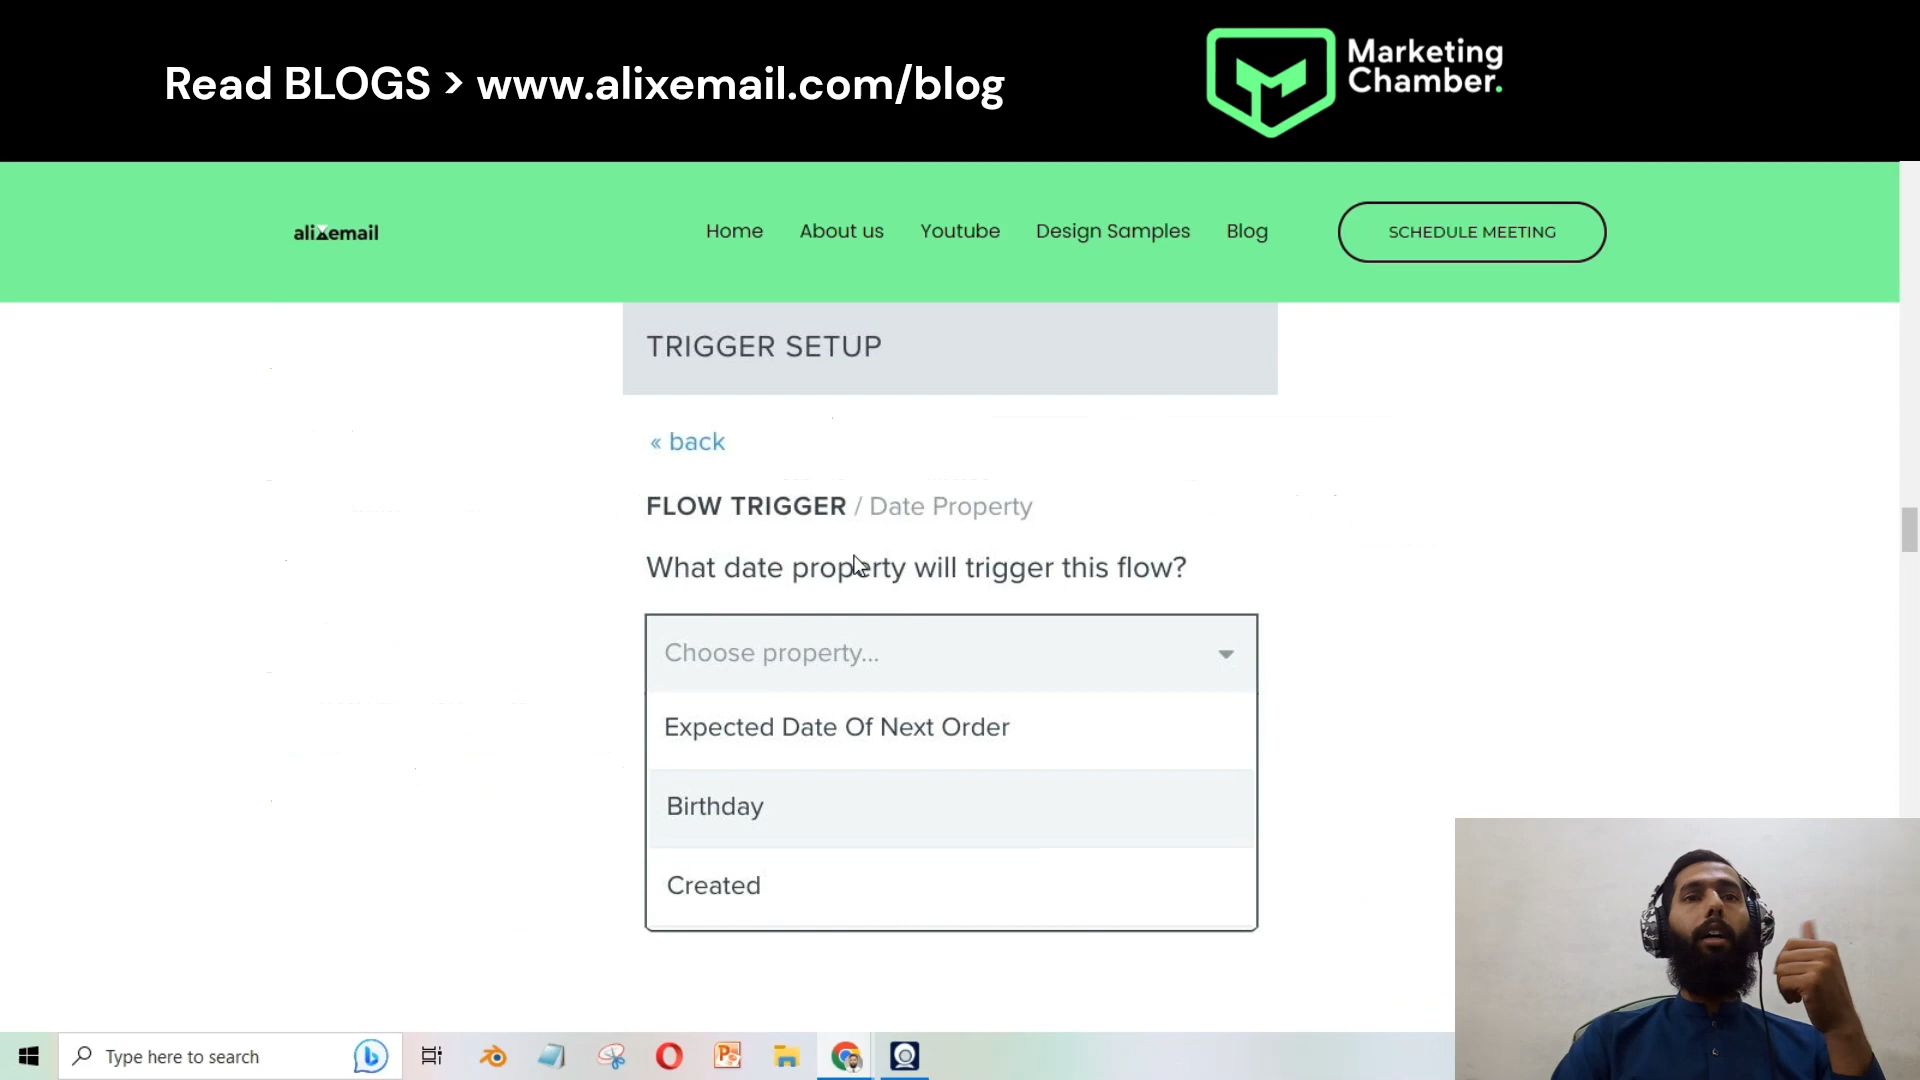 Read BLOGS > www.alixemail.com/blog
Marketing
Chamber.
alixemail
Home
About us
Youtube
Design Samples
Blog
SCHEDULE MEETING
TRIGGER SETUP
« back
FLOW TRIGGER / Date Property
What date property will trigger this flow?
Choose property...
Expected Date Of Next Order
Birthday
Created
Type here to search